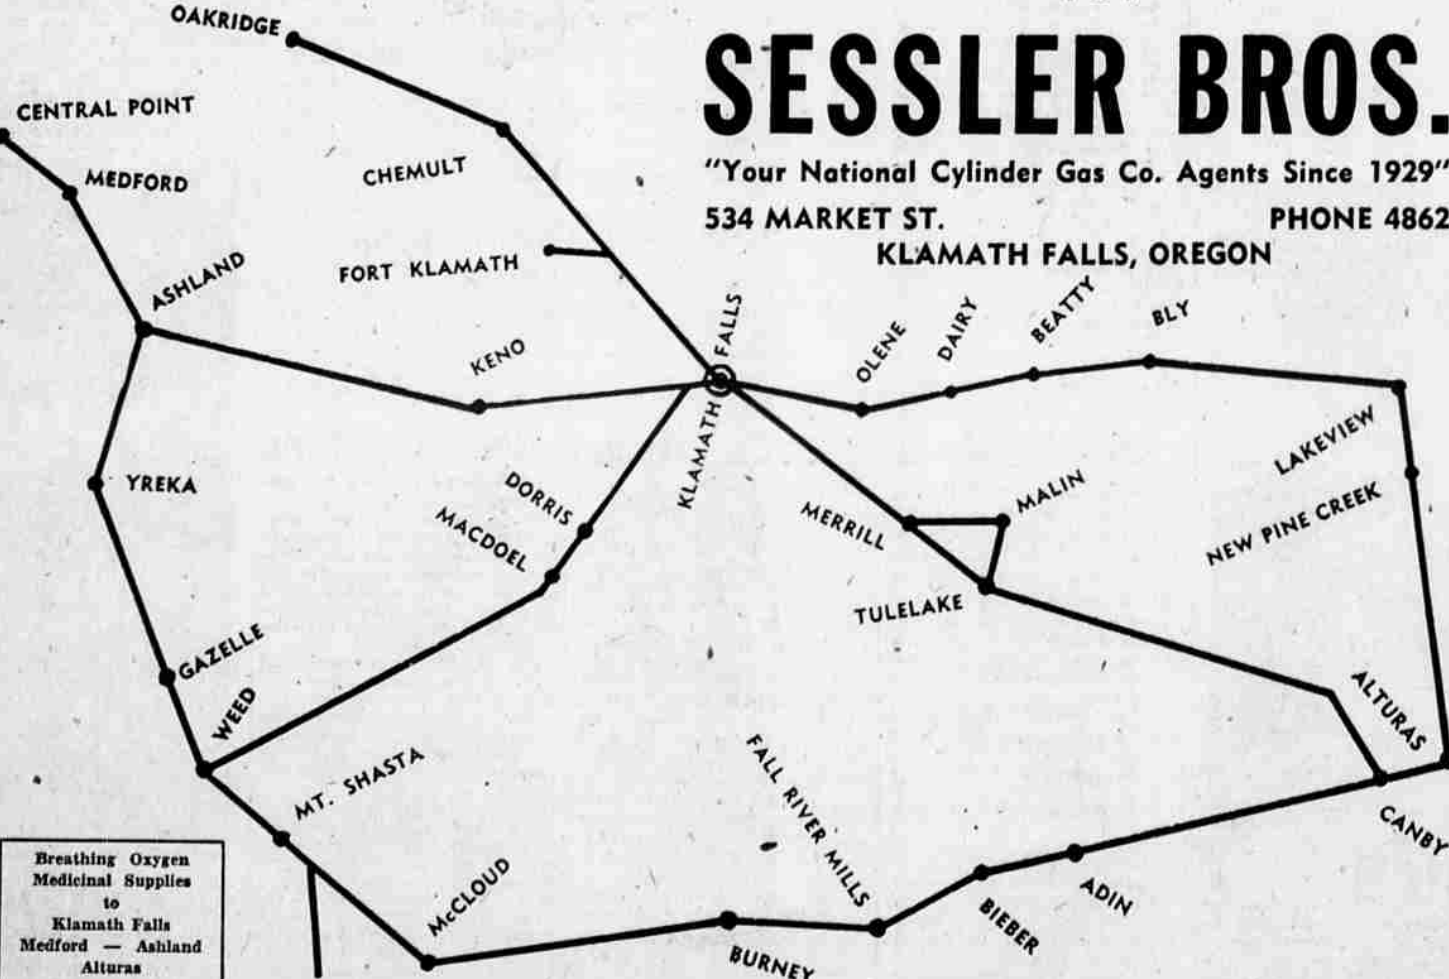 OAKRIDGE
SESSLER BROS.
CENTRAL POINT
"Your National Cylinder Gas Co. Agents Since 1929"
MEDFORD
CHEMULT
534 MARKET ST. PHONE 4862
KLAMATH FALLS, OREGON
ASHLAND
FORT KLAMATH
KENO
KLAMATH FALLS
OLENE
DAIRY
BEATTY
BLY
LAKEVIEW
YREKA
DORRIS
MACDOEL
MERRILL
MALIN
NEW PINE CREEK
TULELAKE
GAZELLE
WEED
ALTURAS
MT. SHASTA
FALL RIVER MILLS
CANBY
McCLOUD
BURNEY
BIEBER
ADIN
Breathing Oxygen
Medicinal Supplies
to
Klamath Falls
Medford — Ashland
Alturas